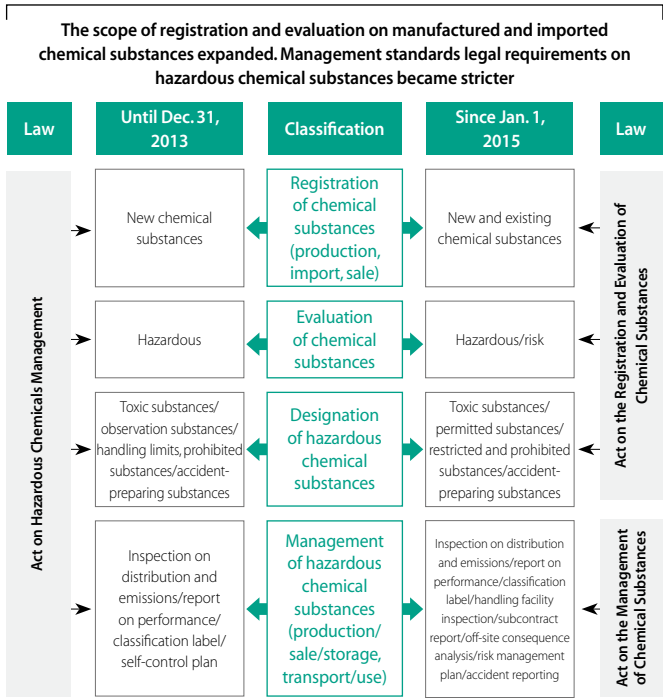 The scope of registration and evaluation on manufactured and imported
chemical substances expanded. Management standards legal requirements on
hazardous chemical substances became stricter
Law
Until Dec. 31,
2013
Classification
Since Jan. 1,
2015
Law
Act on Hazardous Chemicals Management
New chemical
substances
Registration
of chemical
substances
(production,
import, sale)
New and existing
chemical substances
Act on the Registration and Evaluation of
Chemical Substances
Hazardous
Evaluation
of chemical
substances
Hazardous/risk
Toxic substances/
observation substances/
handling limits, prohibited
substances/accident-
preparing substances
Designation
of hazardous
chemical
substances
Toxic substances/
permitted substances/
restricted and prohibited
substances/accident-
preparing substances
Inspection on
distribution and
emissions/report
on performance/
classification label/
self-control plan
Management
of hazardous
chemical
substances
(production/
sale/storage,
transport/use)
Inspection on distribution
and emissions/report on
performance/classification
label/handling facility
inspection/subcontract
report/off-site consequence
analysis/risk management
plan/accident reporting
Act on the Management
of Chemical Substances